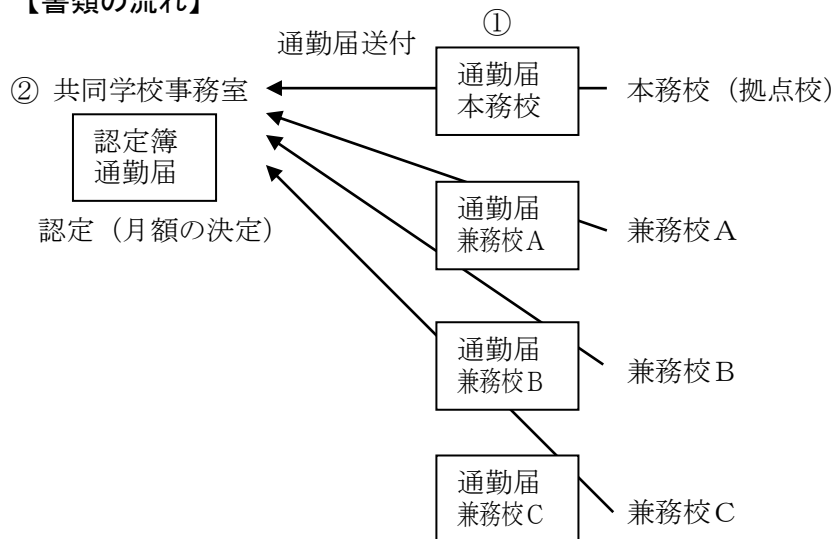 【書類の流れ】
①
通勤届送付
通勤届
本務校
本務校（拠点校）
② 共同学校事務室
認定簿
通勤届
認定（月額の決定）
通勤届
兼務校A
兼務校A
通勤届
兼務校B
兼務校B
通勤届
兼務校C
兼務校C